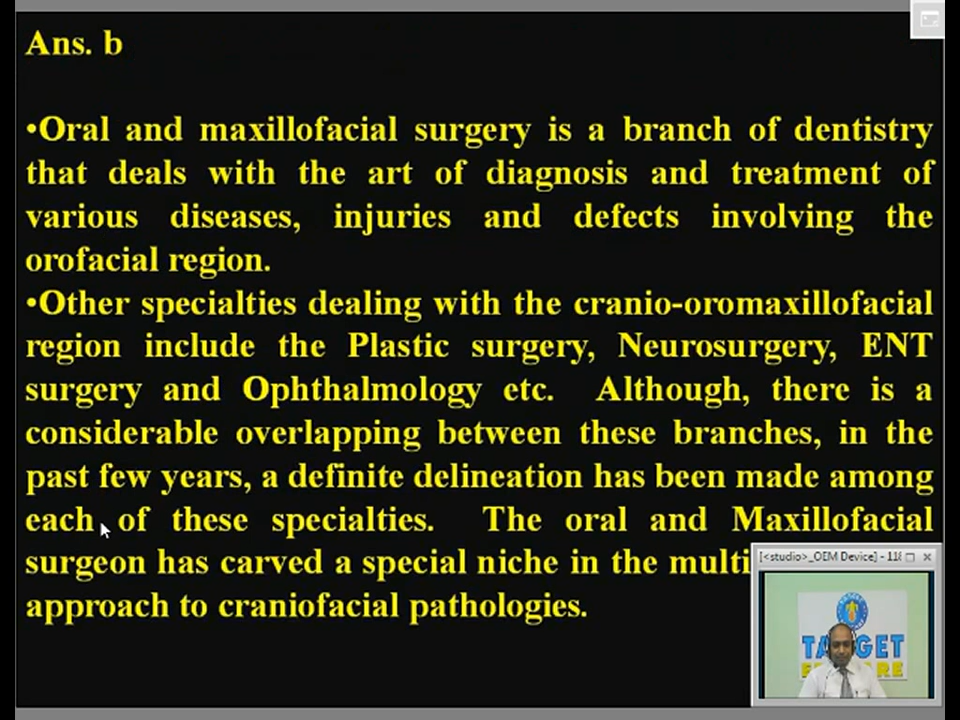 Ans. b
•Oral and maxillofacial surgery is a branch of dentistry
that deals with the art of diagnosis and treatment of
various diseases, injuries and defects involving the
orofacial region.
•Other specialties dealing with the cranio-oromaxillofacial
region include the Plastic surgery, Neurosurgery, ENT
surgery and Ophthalmology etc. Although, there is a
considerable overlapping between these branches, in the
past few years, a definite delineation has been made among
each of these specialties. The oral and Maxillofacial
surgeon has carved a special niche in the multi
approach to craniofacial pathologies.
[<studio>_OEM Device] - 118